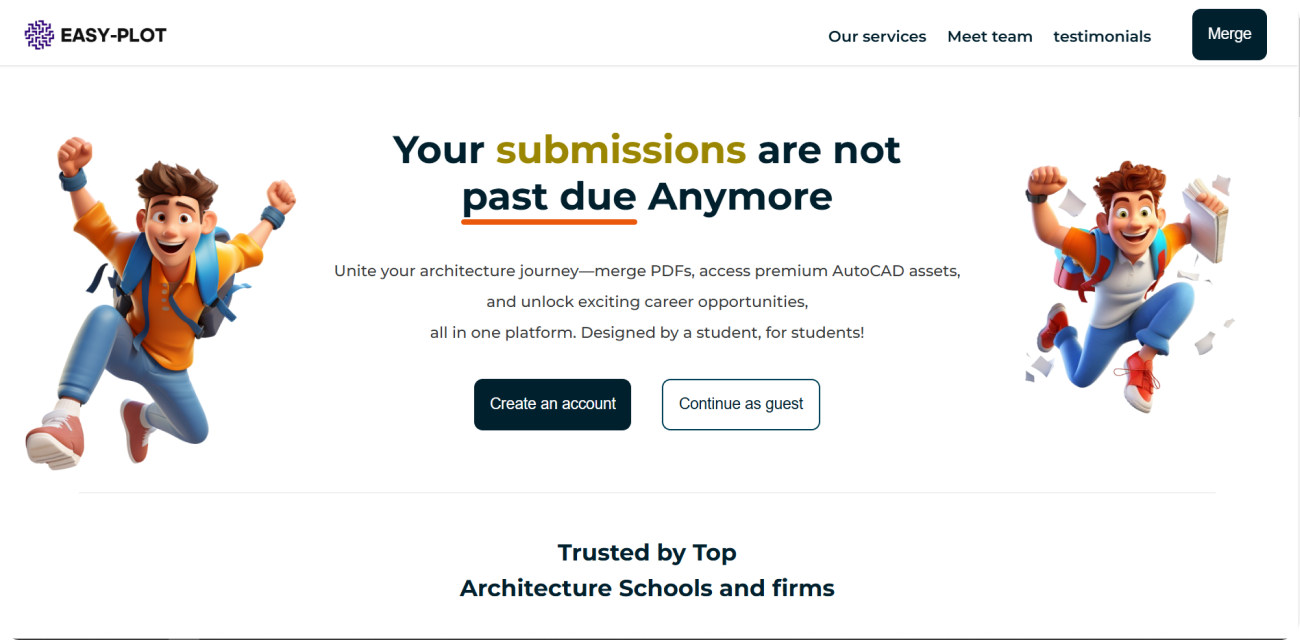 EASY-PLOT
Our services
Meet team
testimonials
Merge
Your submissions are not
past due Anymore
Unite your architecture journey—merge PDFs, access premium AutoCAD assets,
and unlock exciting career opportunities,
all in one platform. Designed by a student, for students!
Create an account
Continue as guest
Trusted by Top
Architecture Schools and firms